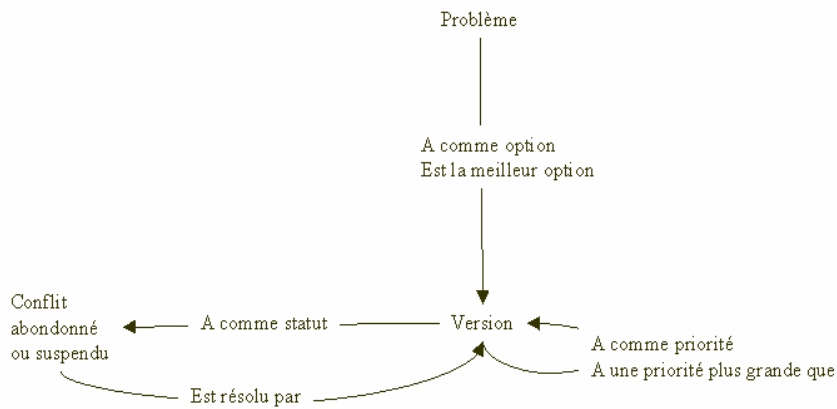 Problème
A comme option
Est la meilleur option
Conflit
abondonné
ou suspendu
A comme statut
Version
A comme priorité
A une priorité plus grande que
Est résolu par